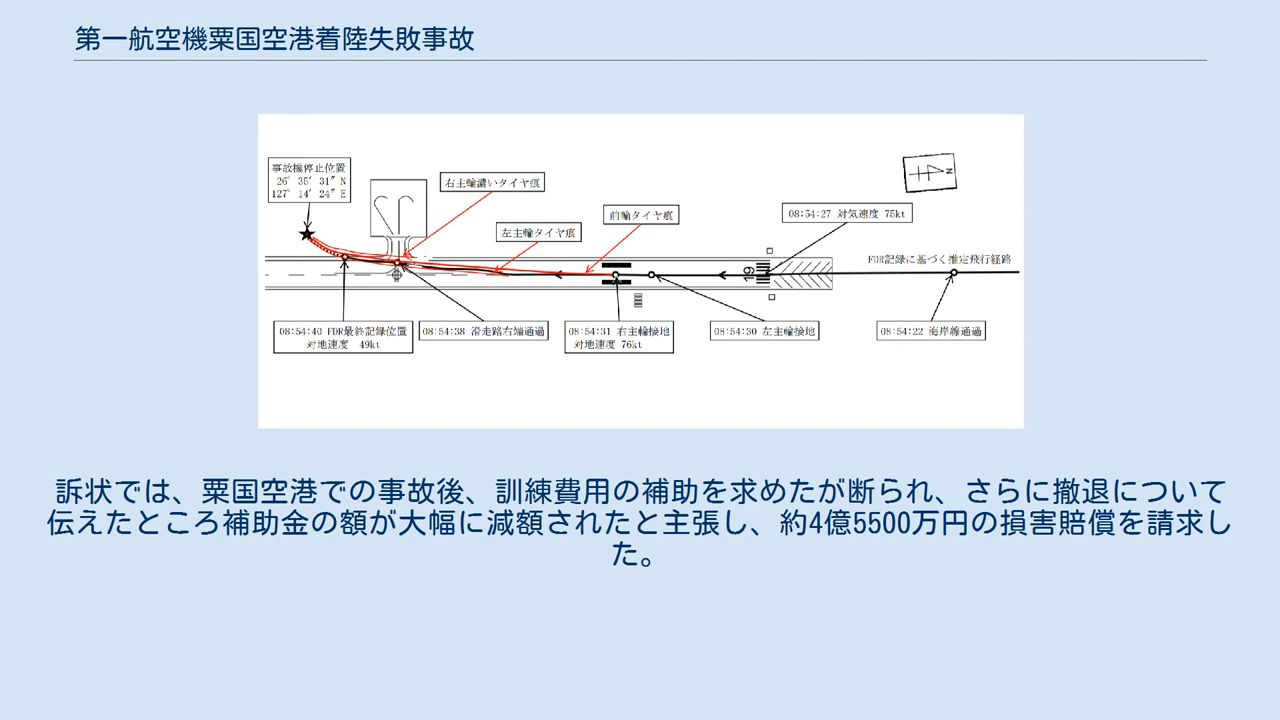 第一航空機粟国空港着陸失敗事故
事故機停止位置
26° 35′ 31″ N
127° 14′ 24″ E
右主輪濃いタイヤ痕
左主輪タイヤ痕
前輪タイヤ痕
08:54:27 対気速度 75kt
N
FDR記録に基づく推定飛行経路
19
08:54:40 FDR最終記録位置
対地速度 49kt
08:54:38 滑走路右端通過
08:54:31 右主輪接地
対地速度 76kt
08:54:30 左主輪接地
08:54:22 海岸線通過
訴状では、粟国空港での事故後、訓練費用の補助を求めたが断られ、さらに撤退について
伝えたところ補助金の額が大幅に減額されたと主張し、約4億5500万円の損害賠償を請求し
た。